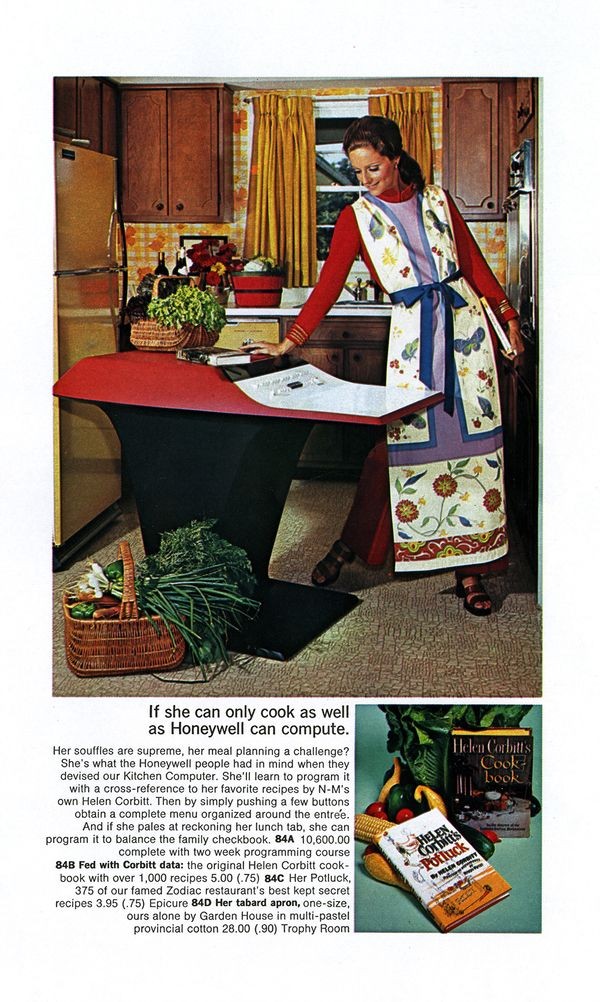 If she can only cook as well
as Honeywell can compute.
Her souffles are supreme, her meal planning a challenge?
She's what the Honeywell people had in mind when they
devised our Kitchen Computer. She'll learn to program it
with a cross-reference to her favorite recipes by N-M's
own Helen Corbitt. Then by simply pushing a few buttons
obtain a complete menu organized around the entrée.
And if she pales at reckoning her lunch tab, she can
program it to balance the family checkbook. 84A 10,600.00
complete with two week programming course
84B Fed with Corbitt data: the original Helen Corbitt cook-
book with over 1,000 recipes 5.00 (.75) 84C Her Potluck,
375 of our famed Zodiac restaurant's best kept secret
recipes 3.95 (.75) Epicure 84D Her tabard apron, one-size,
ours alone by Garden House in multi-pastel
provincial cotton 28.00 (.90) Trophy Room
Helen Corbitt's
Cook-
book
HELEN
CORBITT'S
Potluck
By HELEN CORBITT